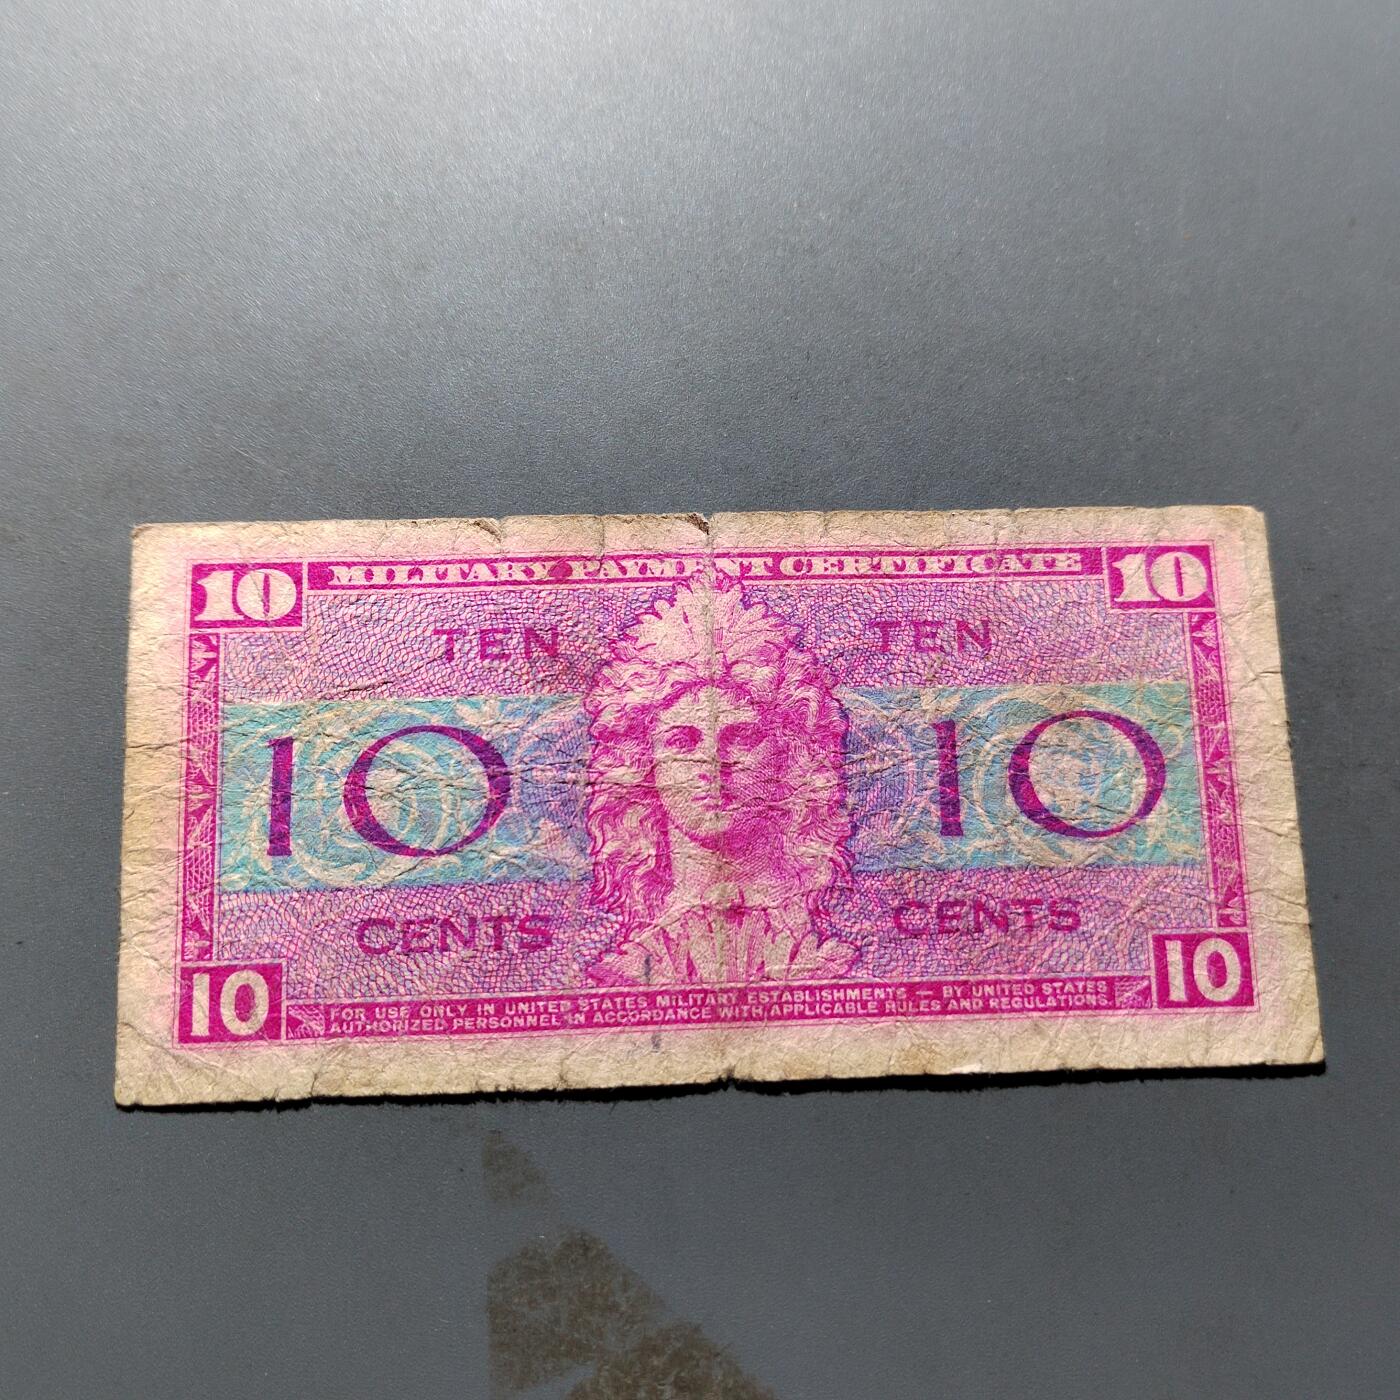 10 MILITARY PAYMENT CERTIFICATE 10
TEN TEN
10 10
CENTS CENTS
10 FOR USE ONLY IN UNITED STATES MILITARY ESTABLISHMENTS — BY UNITED STATES 10
AUTHORIZED PERSONNEL IN ACCORDANCE WITH APPLICABLE RULES AND REGULATIONS.